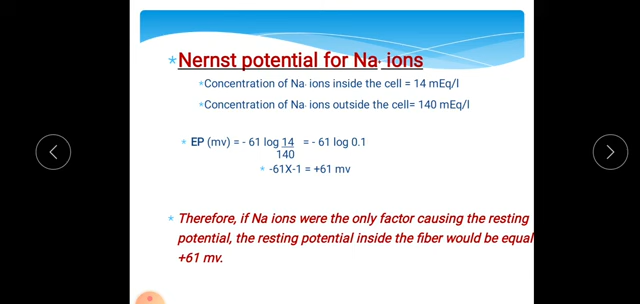 *Nernst potential for Na+ ions
*Concentration of Na+ ions inside the cell = 14 mEq/l
*Concentration of Na+ ions outside the cell= 140 mEq/l
* EP (mv) = - 61 log 14 = - 61 log 0.1
140
* -61X-1 = +61 mv
* Therefore, if Na ions were the only factor causing the resting
potential, the resting potential inside the fiber would be equal
+61 mv.